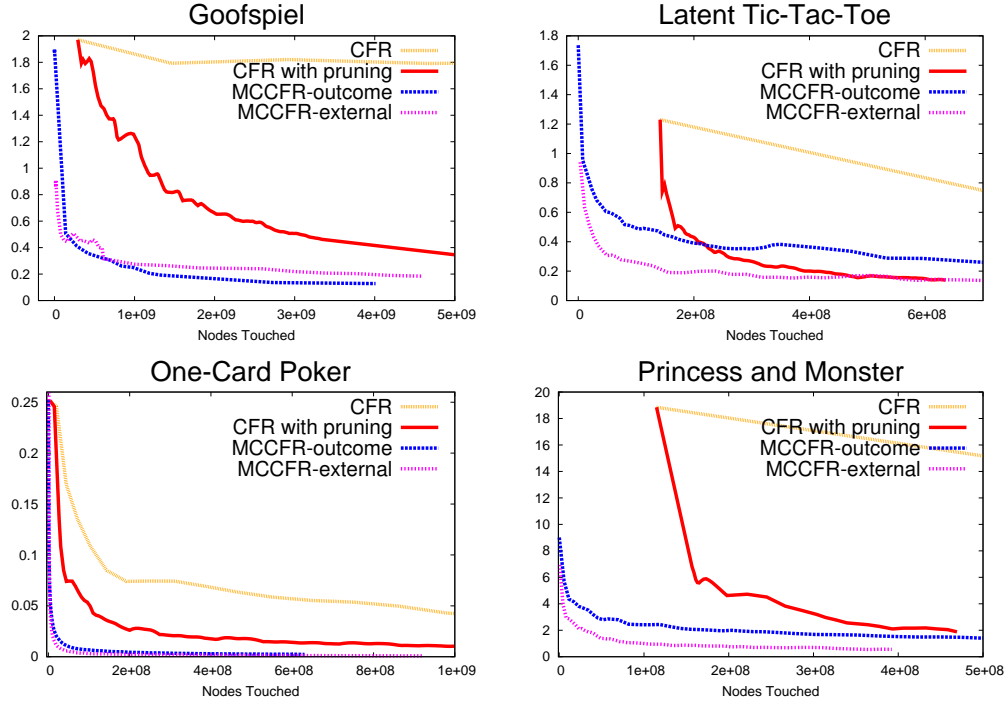 Goofspiel
2
1.8
1.6
1.4
1.2
1
0.8
0.6
0.4
0.2
0
CFR
CFR with pruning
MCCFR-outcome
MCCFR-external
0 1e+09 2e+09 3e+09 4e+09 5e+09
Nodes Touched
Latent Tic-Tac-Toe
1.8
1.6
1.4
1.2
1
0.8
0.6
0.4
0.2
0
CFR
CFR with pruning
MCCFR-outcome
MCCFR-external
0 2e+08 4e+08 6e+08
Nodes Touched
One-Card Poker
0.25
0.2
0.15
0.1
0.05
0
CFR
CFR with pruning
MCCFR-outcome
MCCFR-external
0 2e+08 4e+08 6e+08 8e+08 1e+09
Nodes Touched
Princess and Monster
20
18
16
14
12
10
8
6
4
2
0
CFR
CFR with pruning
MCCFR-outcome
MCCFR-external
0 1e+08 2e+08 3e+08 4e+08 5e+08
Nodes Touched